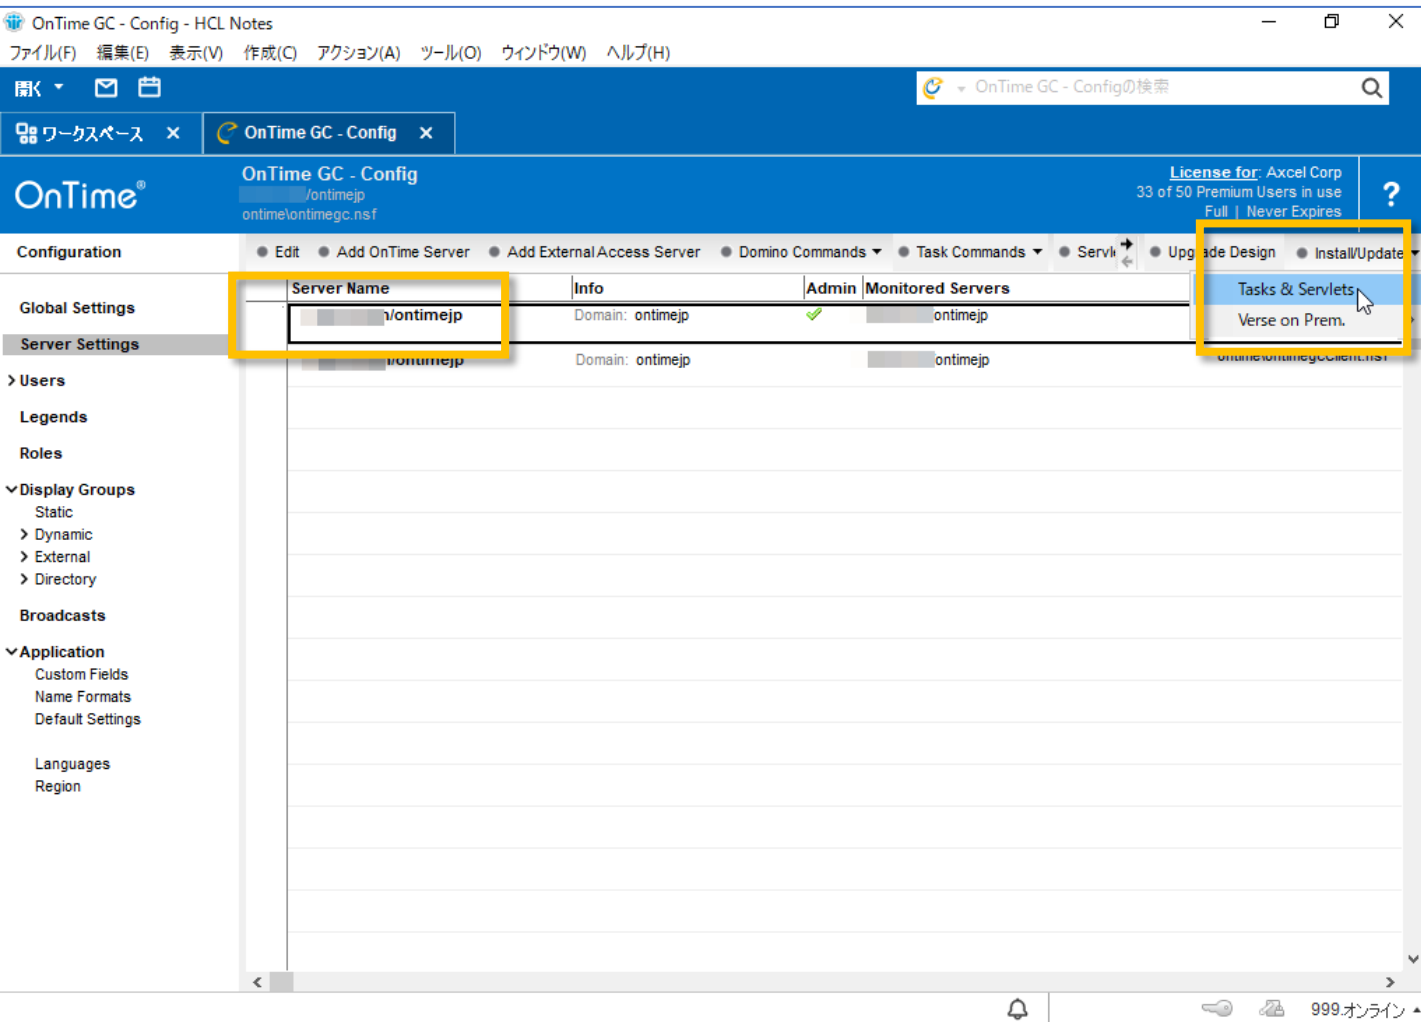 OnTime GC - Config - HCL Notes
ファイル(F) 編集(E) 表示(V) 作成(C) アクション(A) ツール(O) ウィンドウ(W) ヘルプ(H)
開く
OnTime GC - Configの検索
ワークスペース
OnTime GC - Config
OnTime®
OnTime GC - Config
/ontimejp
ontime\ontimegc.nsf
License for: Axcel Corp
33 of 50 Premium Users in use
Full | Never Expires
?
Configuration
Edit Add OnTime Server Add External Access Server Domino Commands Task Commands Upgrade Design Install/Update
Tasks & Servlets
Verse on Prem.
Server Name Info Admin Monitored Servers
/ontimejp Domain: ontimejp ontimejp
/ontimejp Domain: ontimejp ontimejp ontime\ontimegcclient.nsf
Global Settings
Server Settings
Users
Legends
Roles
Display Groups
Static
Dynamic
External
Directory
Broadcasts
Application
Custom Fields
Name Formats
Default Settings
Languages
Region
999.オンライン